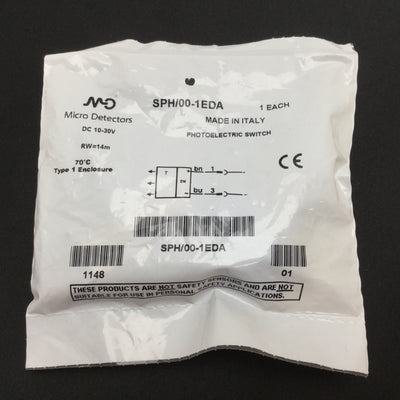 MD
SPH/00-1EDA
1 EACH
Micro Detectors
MADE IN ITALY
DC 10-30V
PHOTOELECTRIC SWITCH
RW=14m
70°C
Type 1 Enclosure
CE
T
bn 1
bu 3
SPH/00-1EDA
1148
01
THESE PRODUCTS ARE NOT SAFETY SENSORS AND ARE NOT
SUITABLE FOR USE IN PERSONAL SAFETY APPLICATIONS